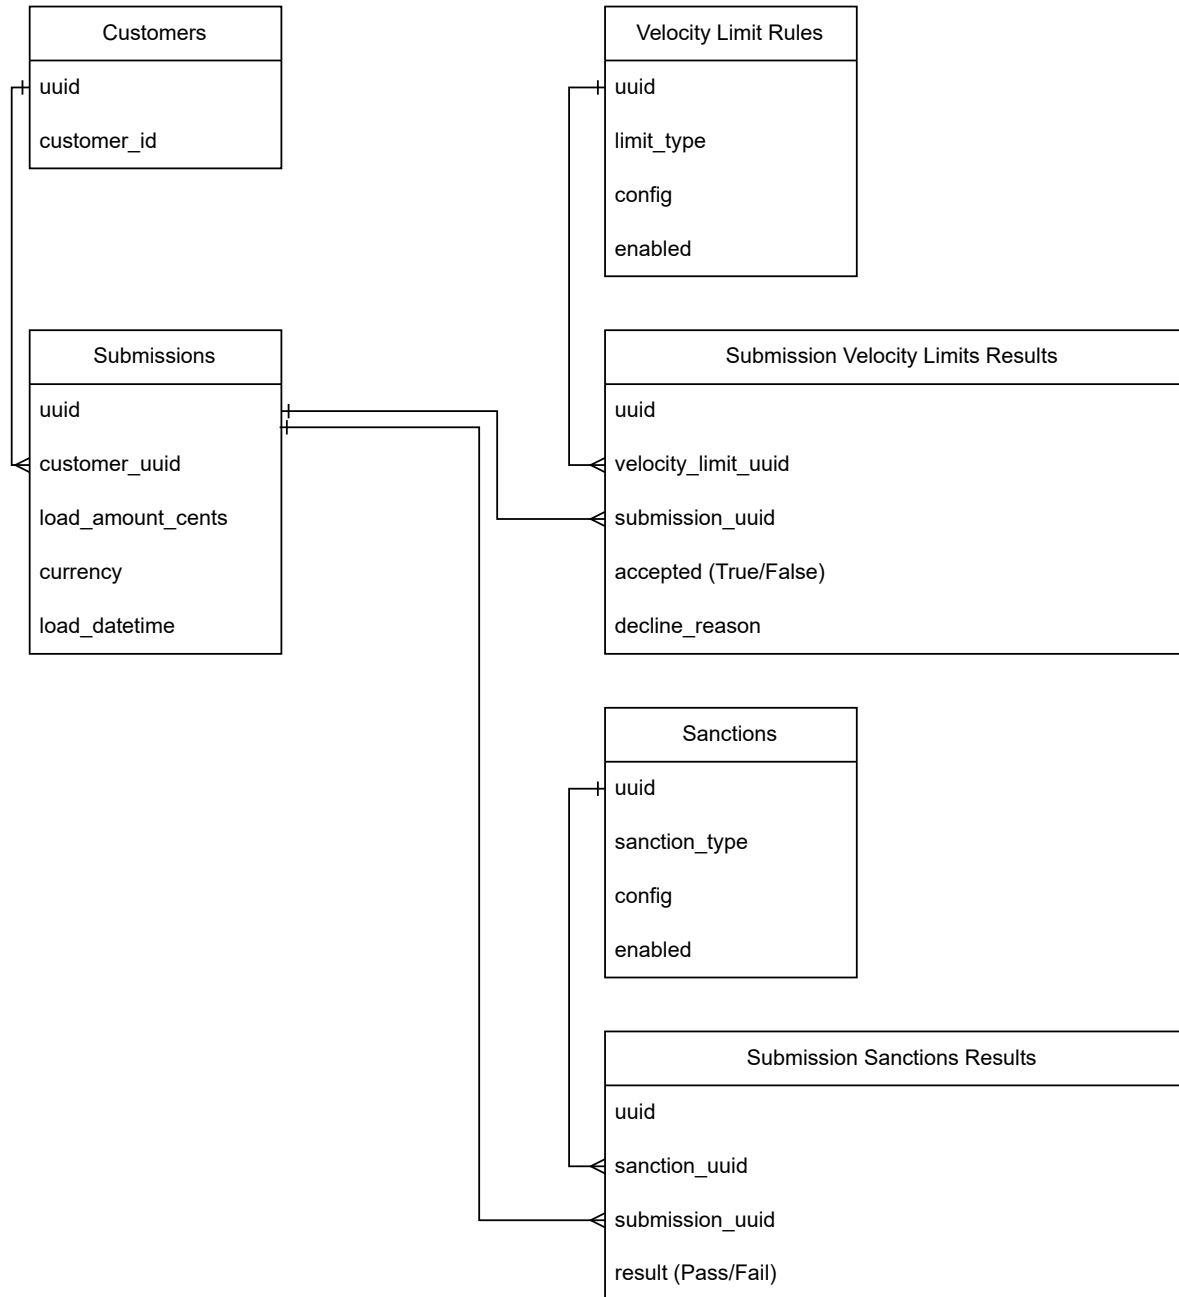 Customers
uuid
customer_id
Velocity Limit Rules
uuid
limit_type
config
enabled
Submissions
uuid
customer_uuid
load_amount_cents
currency
load_datetime
Submission Velocity Limits Results
uuid
velocity_limit_uuid
submission_uuid
accepted (True/False)
decline_reason
Sanctions
uuid
sanction_type
config
enabled
Submission Sanctions Results
uuid
sanction_uuid
submission_uuid
result (Pass/Fail)